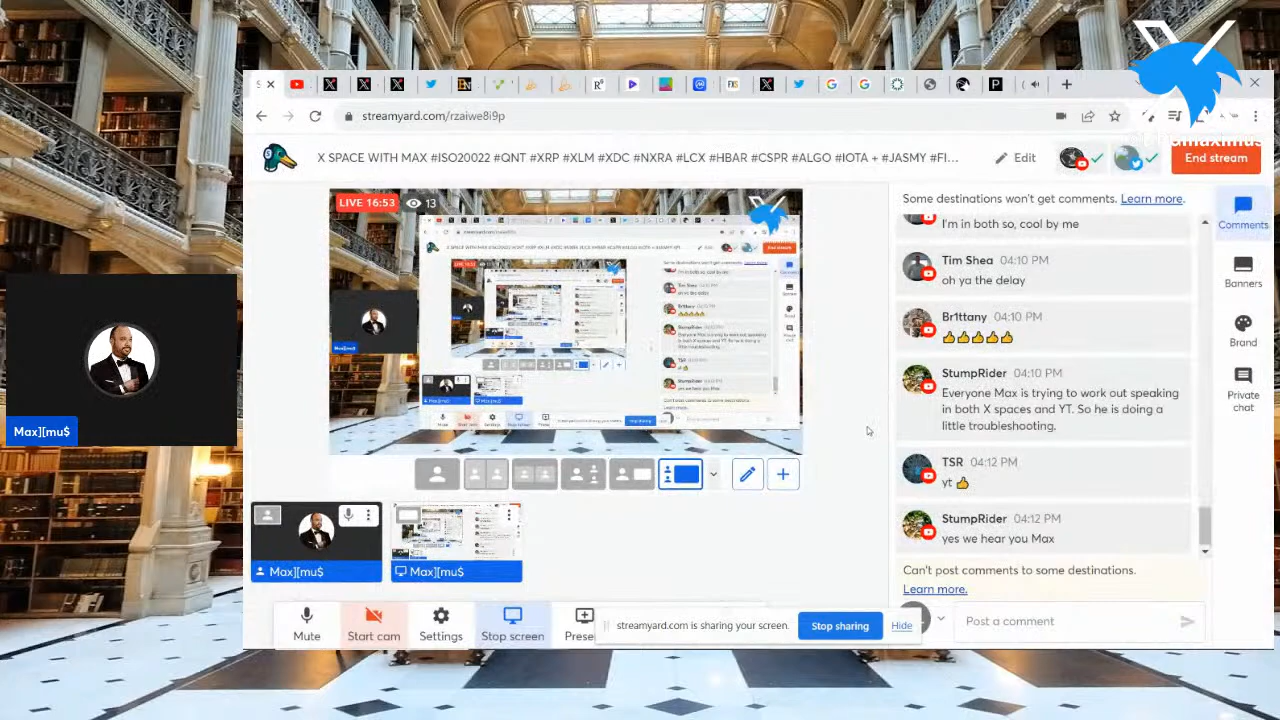 streamyard.com/rzaiwe8i9p
X SPACE WITH MAX #ISO20022 #QNT #XRP #XLM #XDC #NXRA #LCX #HBAR #CSPR #ALGO #IOTA + #JASMY #FI...
Edit
End stream
LIVE 16:53
13
Some destinations won't get comments. Learn more.
I'm in both so, cool by me
Tim Shea 04:10 PM
oh ya the delay
Brittany 04:10 PM
StumpRider 04:10 PM
Everyone Max is trying to work on speaking
in both X spaces and YT. So he is doing a
little troubleshooting.
TSR 04:12 PM
yt 👍
StumpRider 04:12 PM
yes we hear you Max
Can't post comments to some destinations.
Learn more.
Post a comment
Comments
Banners
Brand
Private
chat
Max][mu$
Max][mu$
Max][mu$
Mute
Start cam
Settings
Stop screen
Prese
streamyard.com is sharing your screen.
Stop sharing
Hide